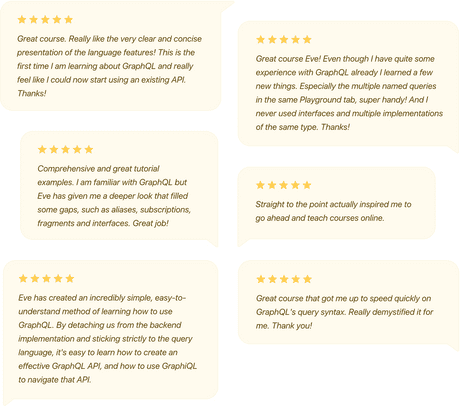 Great course. Really like the very clear and concise
presentation of the language features! This is the
first time I am learning about GraphQL and really
feel like I could now start using an existing API.
Thanks!
Great course Eve! Even though I have quite some
experience with GraphQL already I learned a few
new things. Especially the multiple named queries
in the same Playground tab, super handy! And I
never used interfaces and multiple implementations
of the same type. Thanks!
Comprehensive and great tutorial
examples. I am familiar with GraphQL but
Eve has given me a deeper look that filled
some gaps, such as aliases, subscriptions,
fragments and interfaces. Great job!
Straight to the point actually inspired me to
go ahead and teach courses online.
Eve has created an incredibly simple, easy-to-
understand method of learning how to use
GraphQL. By detaching us from the backend
implementation and sticking strictly to the query
language, it's easy to learn how to create an
effective GraphQL API, and how to use GraphiQL
to navigate that API.
Great course that got me up to speed quickly on
GraphQL's query syntax. Really demystified it for
me. Thank you!